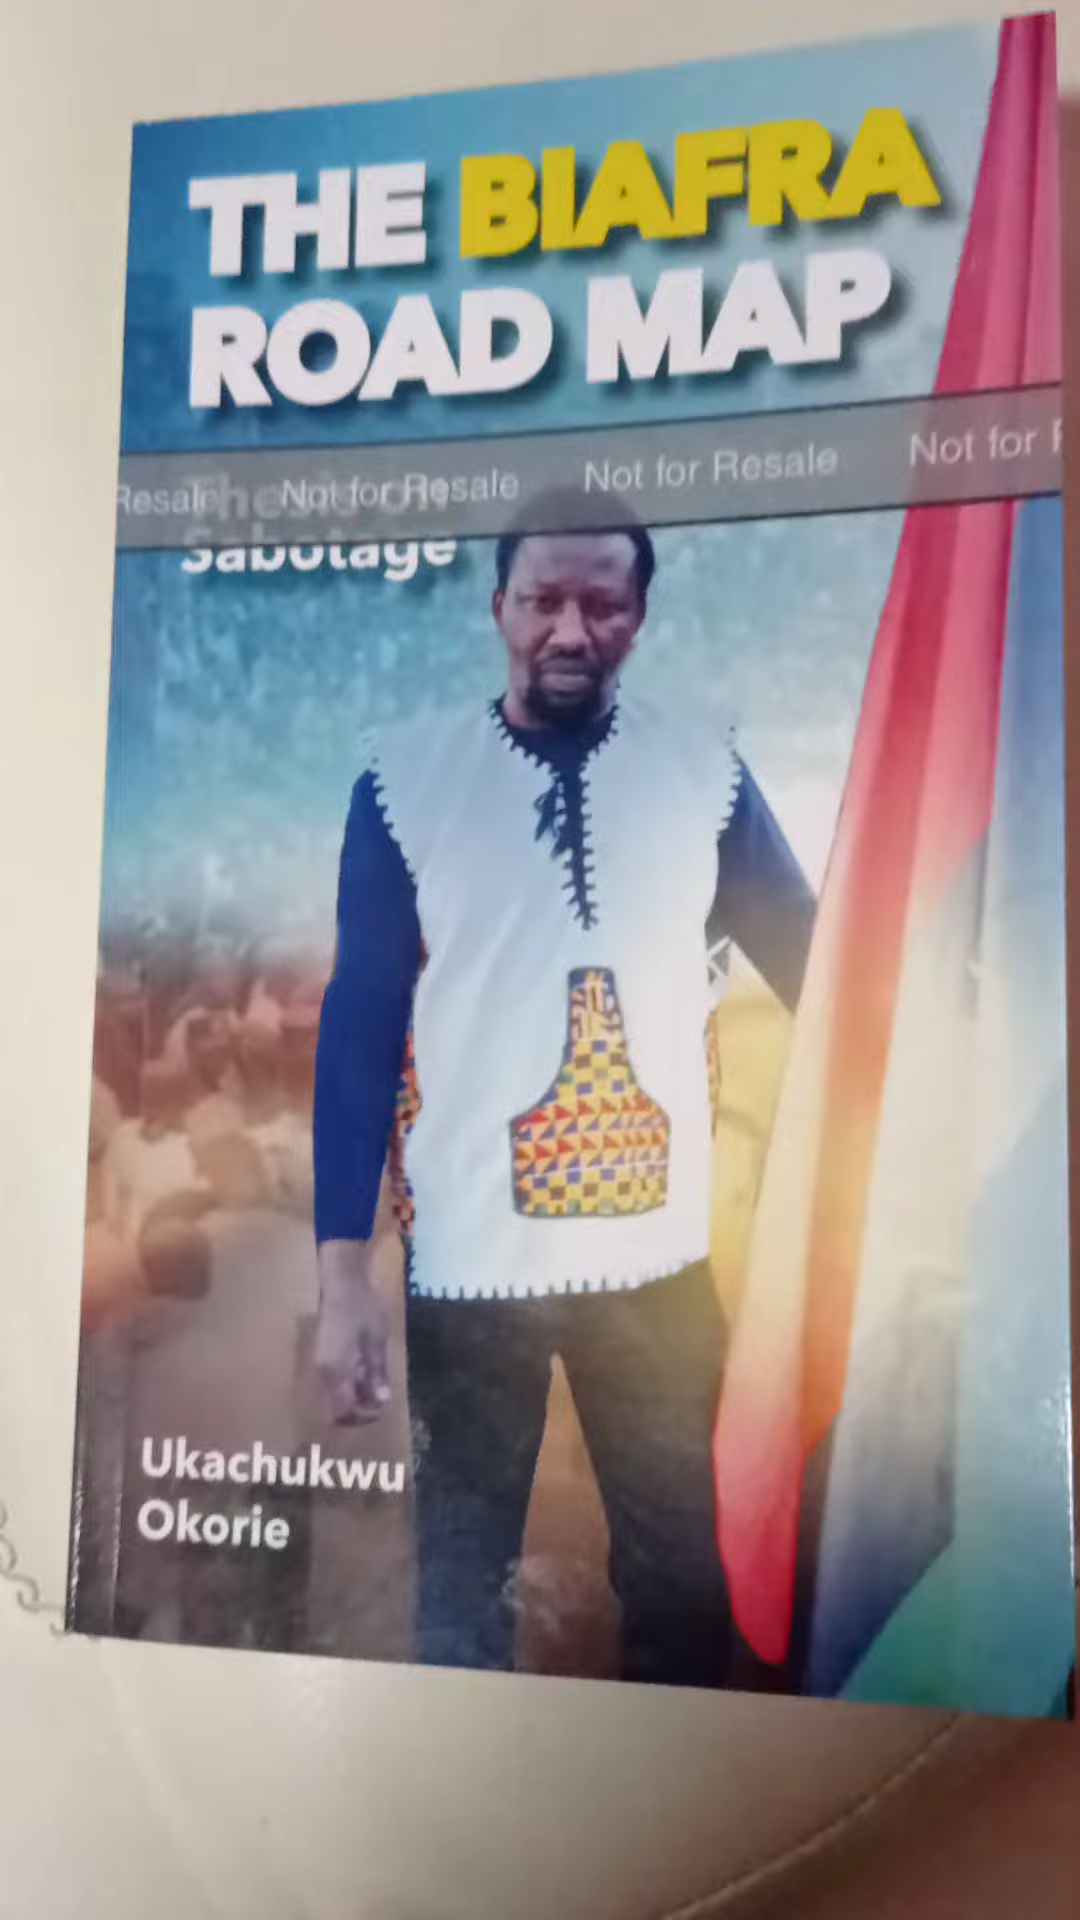 THE BIAFRA
ROAD MAP
Resale Not for Resale Not for Resale Not for
Sabotage
Ukachukwu
Okorie